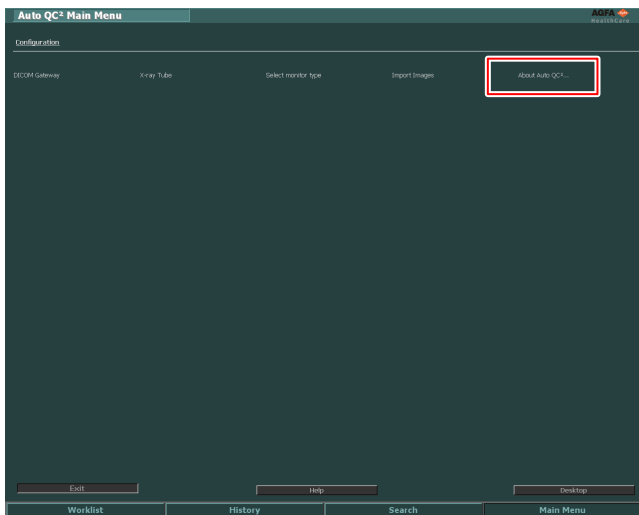 Auto QC² Main Menu
AGFA
HealthCare
Configuration
DICOM Gateway
X-ray Tube
Select monitor type
Import Images
About Auto QC²...
Exit
Help
Desktop
Worklist
History
Search
Main Menu